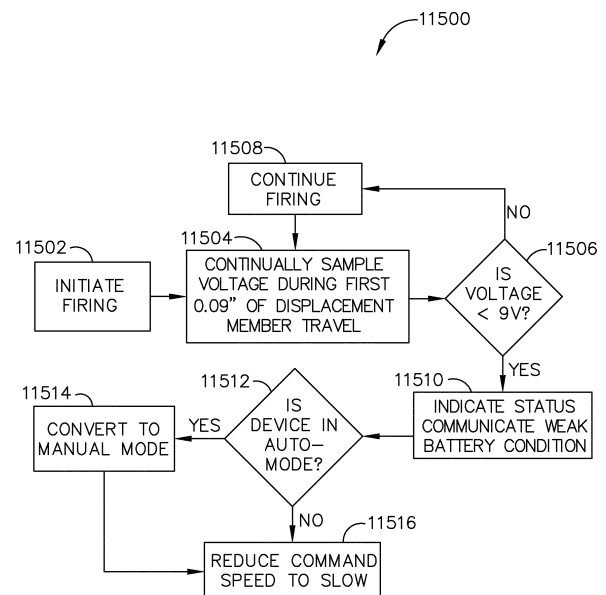 11500
11508
CONTINUE
FIRING
NO
11502
INITIATE
FIRING
11504
CONTINUALLY SAMPLE
VOLTAGE DURING FIRST
0.09" OF DISPLACEMENT
MEMBER TRAVEL
11506
IS
VOLTAGE
< 9V?
YES
11510
INDICATE STATUS
COMMUNICATE WEAK
BATTERY CONDITION
11512
IS
DEVICE IN
AUTO-
MODE?
YES
11514
CONVERT TO
MANUAL MODE
NO
11516
REDUCE COMMAND
SPEED TO SLOW